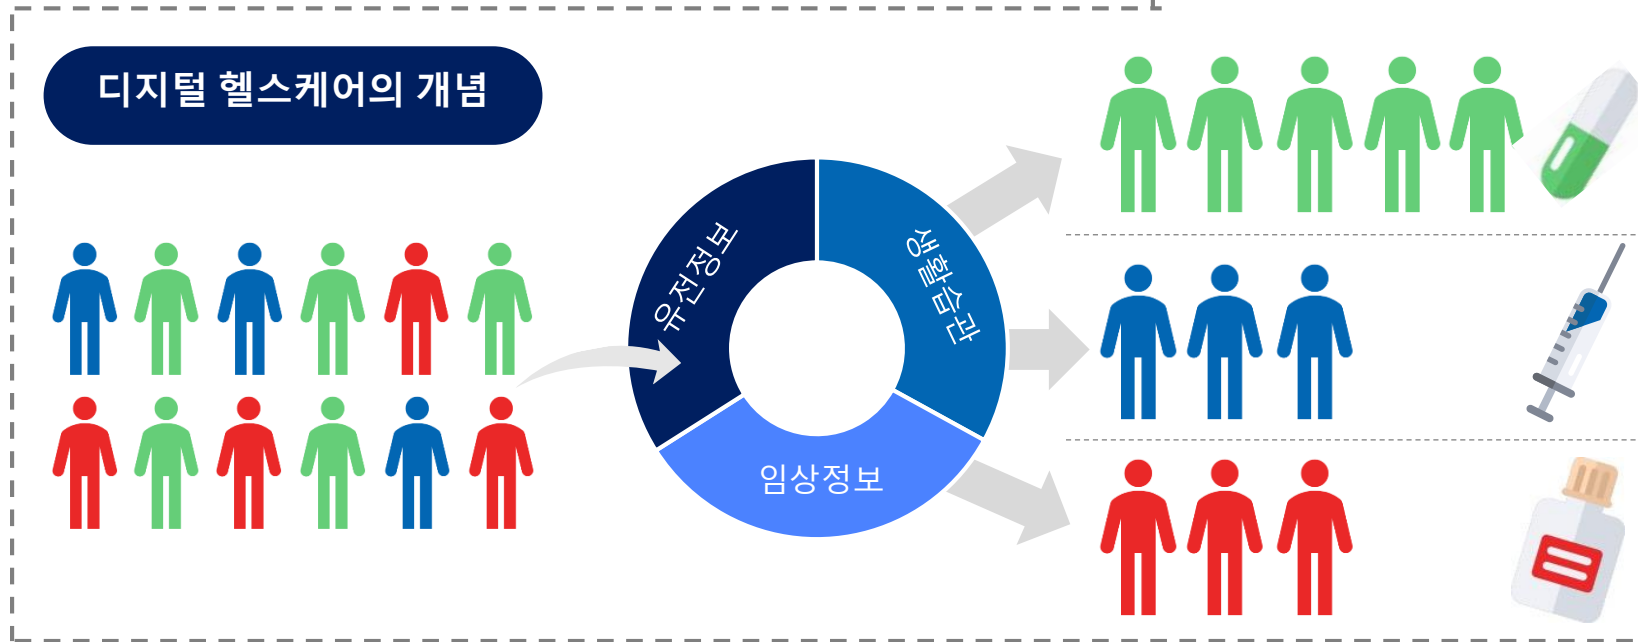 디지털 헬스케어의 개념
유전정보
생활습관
임상정보